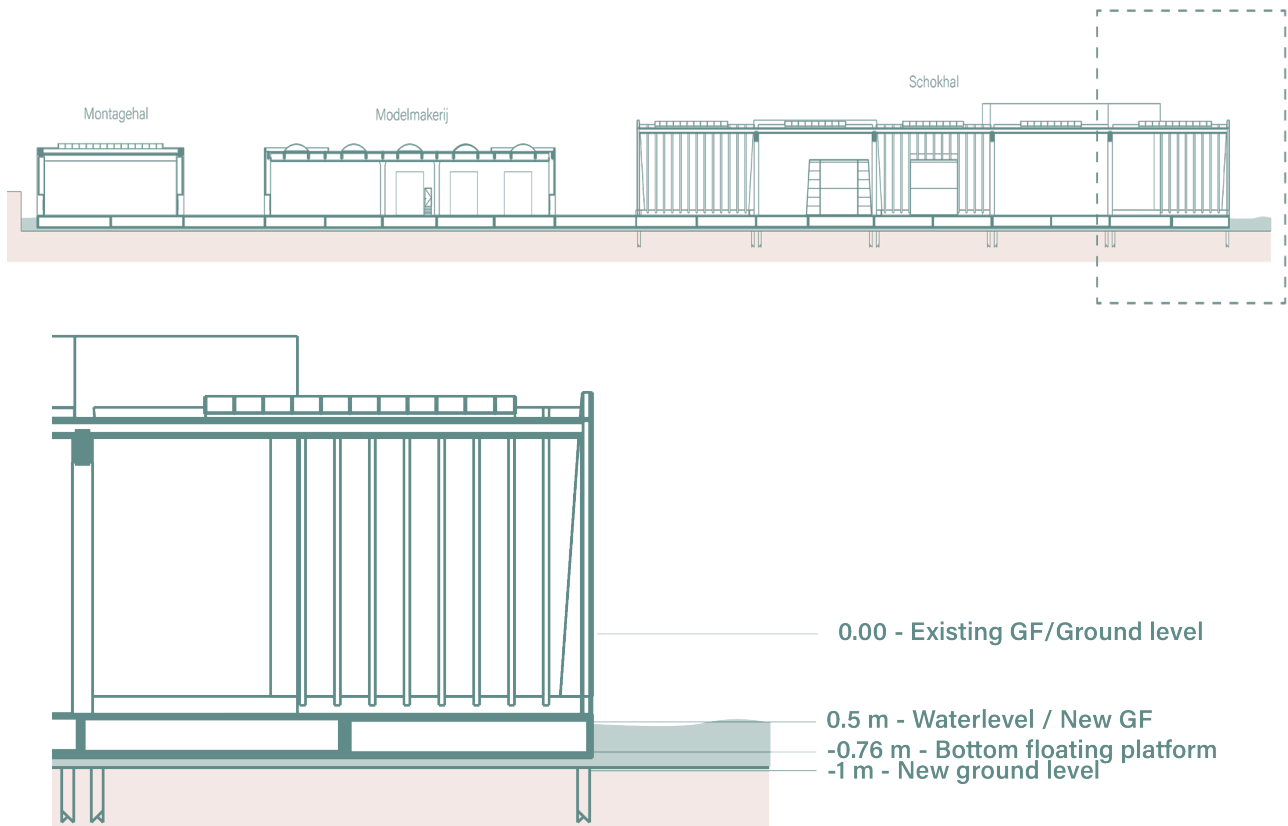 Schokhal
Montagehal
Modelmakerij
0.00 - Existing GF/Ground level
0.5 m - Waterlevel / New GF
-0.76 m - Bottom floating platform
-1 m - New ground level